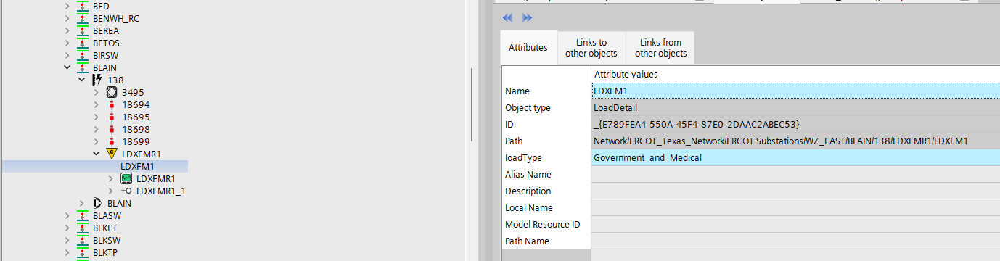 BED
BENWH_RC
BEREA
BETOS
BIRSW
BLAIN
138
3495
18694
18695
18698
18699
LDXFMR1
LDXFM1
LDXFMR1
LDXFMR1_1
BLAIN
BLASW
BLKFT
BLKSW
BLKTP
Attributes
Links to
other objects
Links from
other objects
Attribute values
Name LDXFM1
Object type LoadDetail
ID _{E789FEA4-550A-45F4-87E0-2DAAC2ABEC53}
Path Network/ERCOT_Texas_Network/ERCOT Substations/WZ_EAST/BLAIN/138/LDXFMR1/LDXFM1
loadType Government_and_Medical
Alias Name
Description
Local Name
Model Resource ID
Path Name